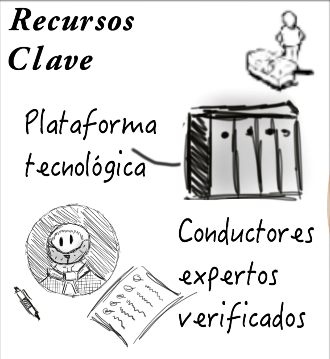 Recursos
Clave
Plataforma
tecnológica
Conductores
expertos
verificados